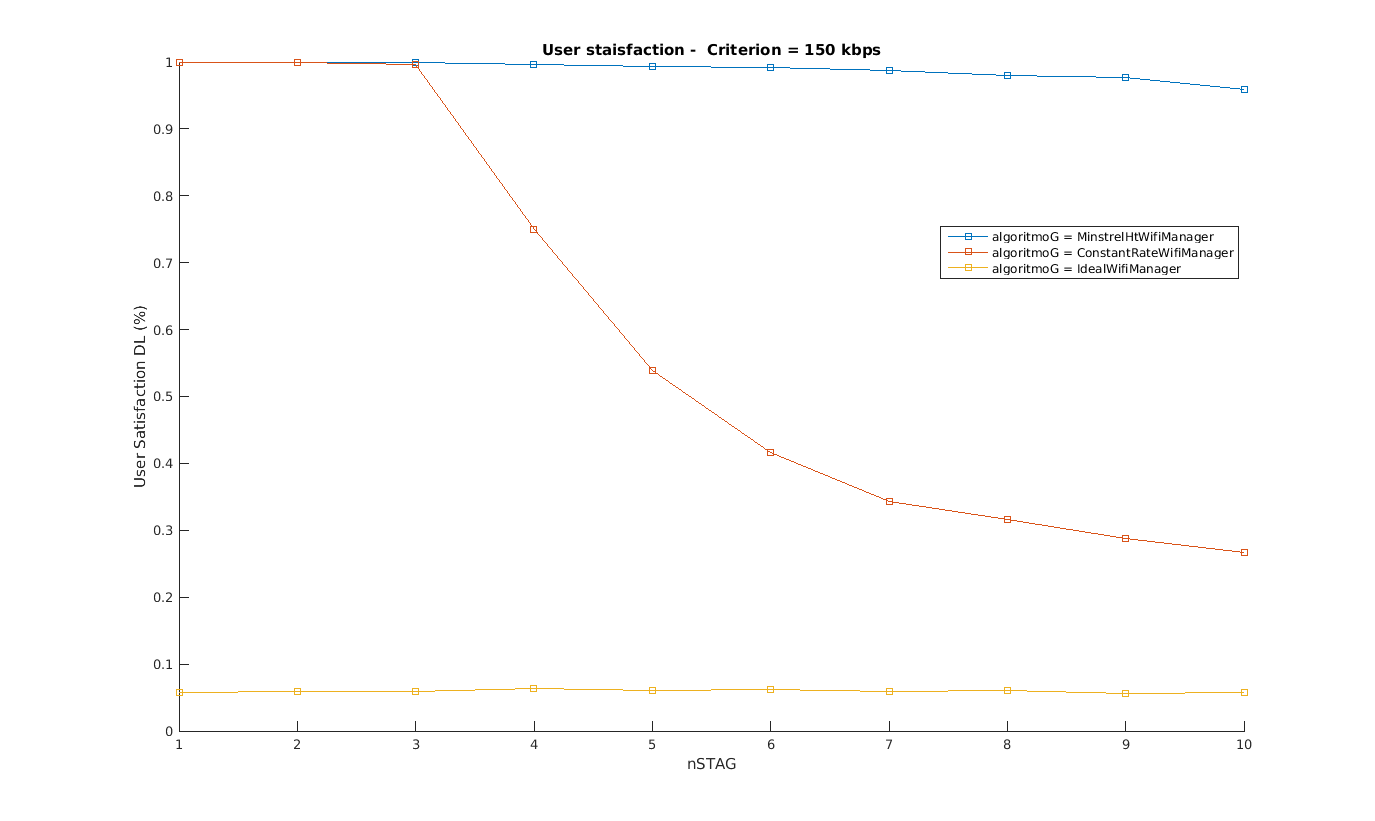 User staisfaction - Criterion = 150 kbps
1
0.9
0.8
0.7
0.6
0.5
0.4
0.3
0.2
0.1
0
User Satisfaction DL (%)
algoritmoG = MinstrelHtWifiManager
algoritmoG = ConstantRateWifiManager
algoritmoG = IdealWifiManager
1 2 3 4 5 6 7 8 9 10
nSTAG